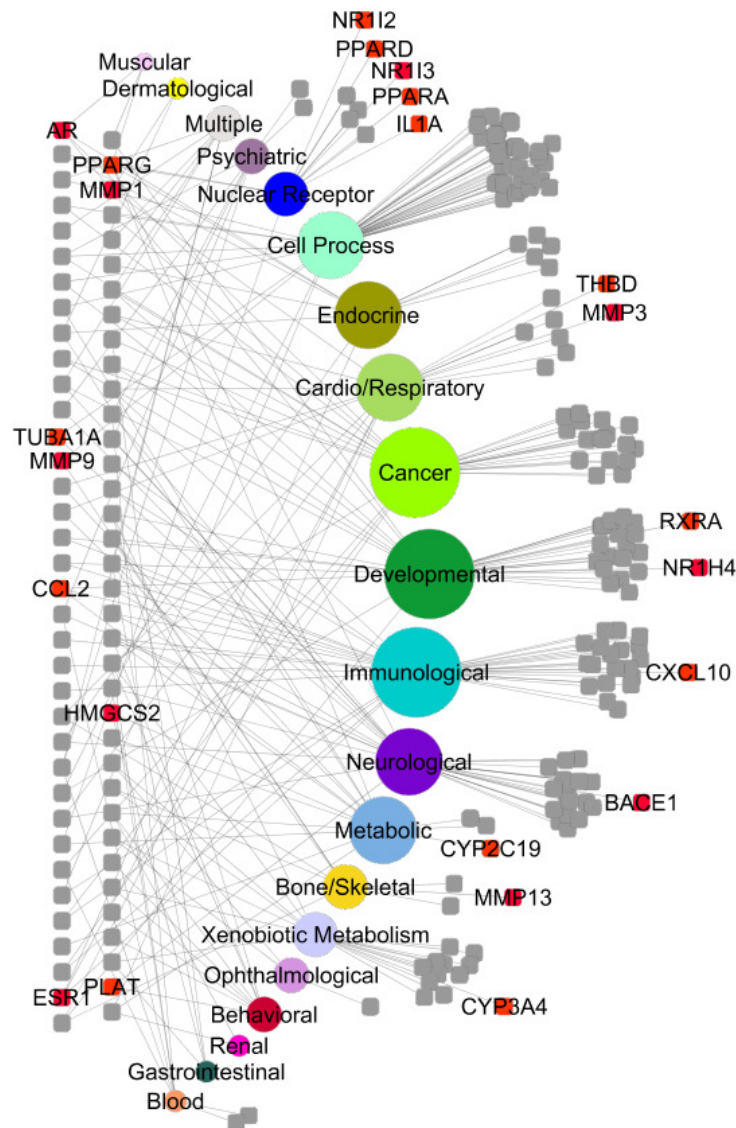 NR1I2
PPARD
NR1I3
PPARA
IL1A
Muscular
Dermatological
AR
Multiple
PPARG
Psychiatric
MMP1
Nuclear Receptor
Cell Process
THBD
Endocrine
MMP3
Cardio/Respiratory
TUBA1A
MMP9
Cancer
RXRA
NR1H4
Developmental
CCL2
Immunological
CXCL10
HMGCS2
Neurological
BACE1
Metabolic
CYP2C19
Bone/Skeletal
MMP13
Xenobiotic Metabolism
Ophthalmological
PLAT
ESR1
CYP3A4
Behavioral
Renal
Gastrointestinal
Blood